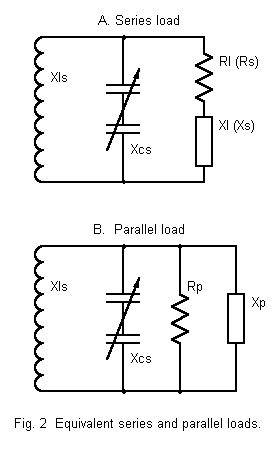 A. Series load
Rl (Rs)
Xls
Xl (Xs)
Xcs
B. Parallel load
Xls
Rp
Xp
Xcs
Fig. 2 Equivalent series and parallel loads.